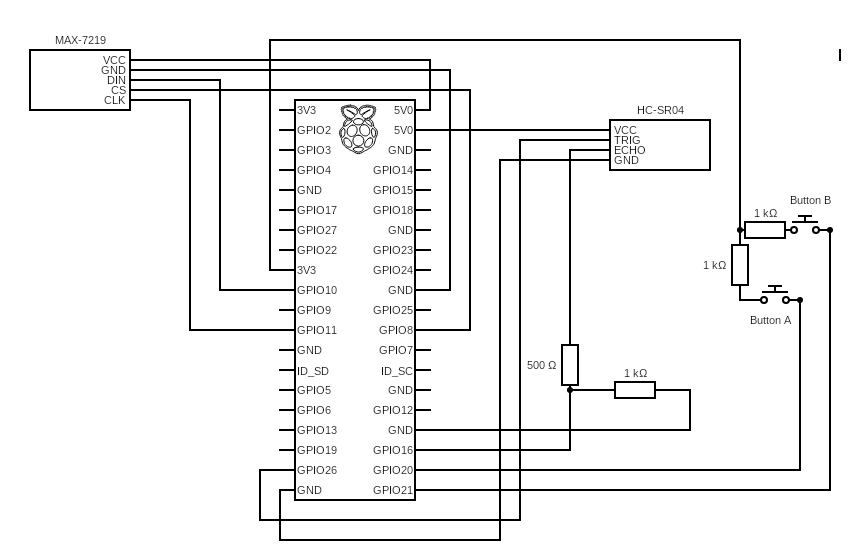 MAX-7219
VCC
GND
DIN
CS
CLK
3V3
GPIO2
GPIO3
GPIO4
GND
GPIO17
GPIO27
GPIO22
3V3
GPIO10
GPIO9
GPIO11
GND
ID_SD
GPIO5
GPIO6
GPIO13
GPIO19
GPIO26
GND
5V0
5V0
GND
GPIO14
GPIO15
GPIO18
GND
GPIO23
GPIO24
GND
GPIO25
GPIO8
GPIO7
ID_SC
GND
GPIO12
GND
GPIO16
GPIO20
GPIO21
HC-SR04
VCC
TRIG
ECHO
GND
Button B
1 kΩ
1 kΩ
Button A
500 Ω
1 kΩ